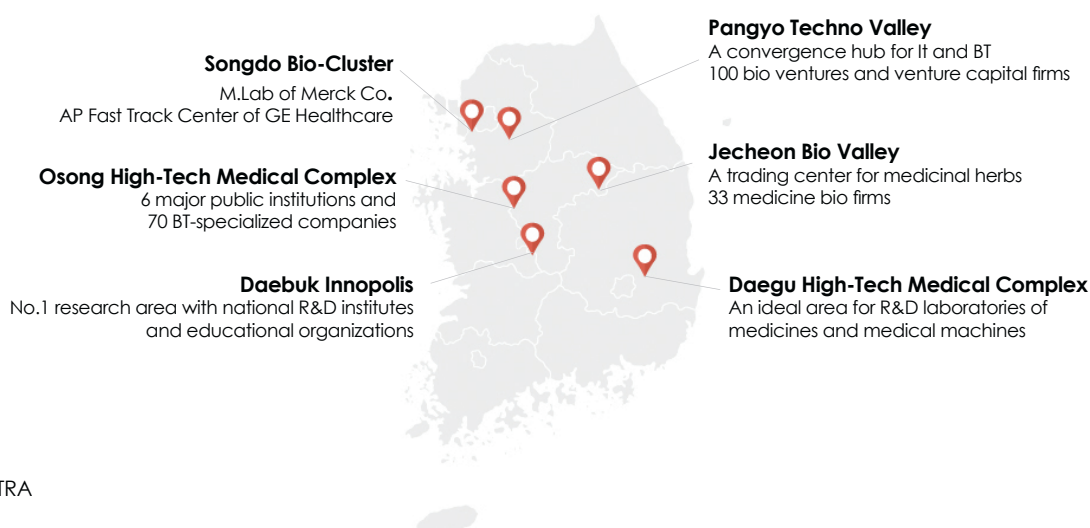 Songdo Bio-Cluster
M.Lab of Merck Co.
AP Fast Track Center of GE Healthcare
Osong High-Tech Medical Complex
6 major public institutions and
70 BT-specialized companies
Daebuk Innopolis
No.1 research area with national R&D institutes
and educational organizations
Pangyo Techno Valley
A convergence hub for It and BT
100 bio ventures and venture capital firms
Jecheon Bio Valley
A trading center for medicinal herbs
33 medicine bio firms
Daegu High-Tech Medical Complex
An ideal area for R&D laboratories of
medicines and medical machines
TRA